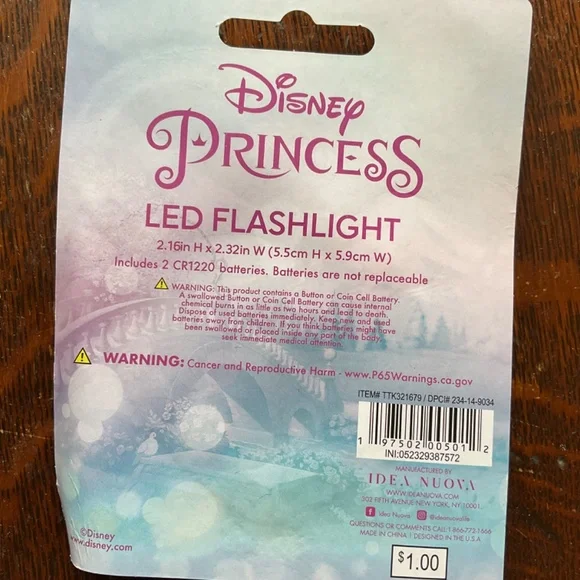 Disney
PRINCESS
LED FLASHLIGHT
2.16in H x 2.32in W (5.5cm H x 5.9cm W)
Includes 2 CR1220 batteries. Batteries are not replaceable
WARNING: This product contains a Button or Coin Cell Battery.
A swallowed Button or Coin Cell Battery can cause internal
chemical burns in as little as two hours and lead to death.
Dispose of used batteries immediately. Keep new and used
batteries away from children. If you think batteries might have
been swallowed or placed inside any part of the body,
seek immediate medical attention.
WARNING: Cancer and Reproductive Harm - www.P65Warnings.ca.gov
ITEM# TTK321679 / DPCI# 234-14-9034
1 97502 00501 2
INI:052329387572
MANUFACTURED BY
IDEA NUOVA
WWW.IDEANUOVA.COM
302 FIFTH AVENUE NEW YORK, NY 10001
Idea Nuova @ideanuovalife
QUESTIONS OR COMMENTS CALL: 1-866-773-1666
MADE IN CHINA | DESIGNED IN THE U.S.A
©Disney
www.disney.com
$1.00